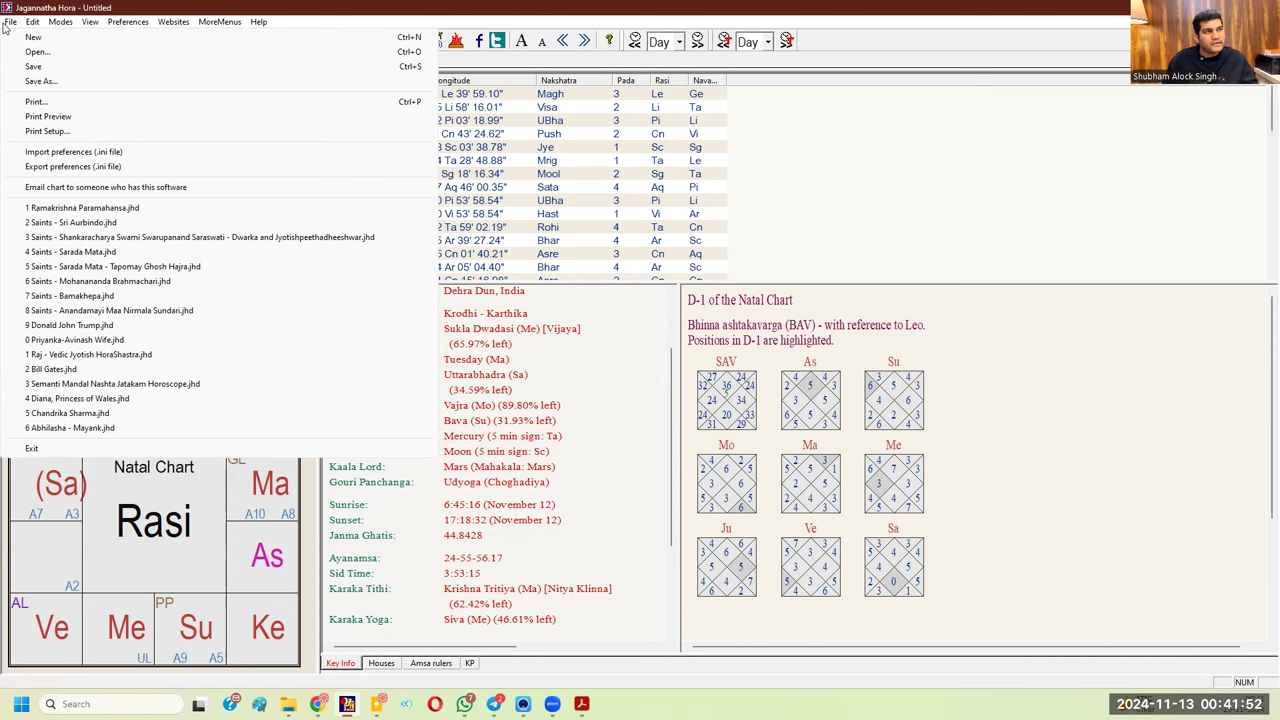 Jagannatha Hora - Untitled
File Edit Modes View Preferences Websites MoreMenus Help
New Ctrl+N
Open... Ctrl+O
Save Ctrl+S
Save As...
Print... Ctrl+P
Print Preview
Print Setup...
Import preferences (.ini file)
Export preferences (.ini file)
Email chart to someone who has this software
1 Ramakrishna Paramahansa.jhd
2 Saints - Sri Aurbindo.jhd
3 Saints - Shankaracharya Swami Swarupanand Saraswati - Dwarka and Jyotishpeethadheeshwar.jhd
4 Saints - Sarada Mata.jhd
5 Saints - Sarada Mata - Tapomay Ghosh Hajra.jhd
6 Saints - Mohanananda Brahmachari.jhd
7 Saints - Bamakhepa.jhd
8 Saints - Anandamayi Maa Nirmala Sundari.jhd
9 Donald John Trump.jhd
0 Priyanka-Avinash Wife.jhd
1 Raj - Vedic Jyotish HoraShastra.jhd
2 Bill Gates.jhd
3 Semanti Mandal Nashta Jatakam Horoscope.jhd
4 Diana, Princess of Wales.jhd
5 Chandrika Sharma.jhd
6 Abhilasha - Mayank.jhd
Exit
A A ? Day Day
Shubham Alock Singh
ongitude Nakshatra Pada Rasi Nava...
Le 39' 59.10" Magh 3 Le Ge
Li 58' 16.01" Visa 2 Li Ta
Pi 03' 18.99" UBha 3 Pi Li
Cn 43' 24.62" Push 2 Cn Vi
Sc 03' 38.78" Jye 1 Sc Sg
Ta 28' 48.88" Mrig 1 Ta Le
Sg 18' 16.34" Mool 2 Sg Ta
Aq 46' 00.35" Sata 4 Aq Pi
Pi 53' 58.54" UBha 3 Pi Li
Vi 53' 58.54" Hast 1 Vi Ar
Ta 59' 02.19" Rohi 4 Ta Cn
Ar 39' 27.24" Bhar 4 Ar Sc
Cn 01' 40.21" Asre 3 Cn Aq
Ar 05' 04.40" Bhar 4 Ar Sc
Dehra Dun, India
Krodhi - Karthika
Sukla Dwadasi (Me) [Vijaya]
(65.97% left)
Tuesday (Ma)
Uttarabhadra (Sa)
(34.59% left)
Vajra (Mo) (89.80% left)
Bava (Su) (31.93% left)
Mercury (5 min sign: Ta)
Moon (5 min sign: Sc)
Kaala Lord: Mars (Mahakala: Mars)
Gouri Panchanga: Udyoga (Choghadiya)
Sunrise: 6:45:16 (November 12)
Sunset: 17:18:32 (November 12)
Janma Ghatis: 44.8428
Ayanamsa: 24-55-56.17
Sid Time: 3:53:15
Karaka Tithi: Krishna Tritiya (Ma) [Nitya Klinna]
(62.42% left)
Karaka Yoga: Siva (Me) (46.61% left)
Key Info Houses Amsa rulers KP
Natal Chart
Rasi
(Sa)
A7 A3
GL
Ma
A10 A8
As
A2
AL
Ve
Me
UL
PP
Su
A9 A5
Ke
D-1 of the Natal Chart
Bhinna ashtakavarga (BAV) - with reference to Leo.
Positions in D-1 are highlighted.
SAV As Su
Mo Ma Me
Ju Ve Sa
NUM
Search
2024-11-13 00:41:52